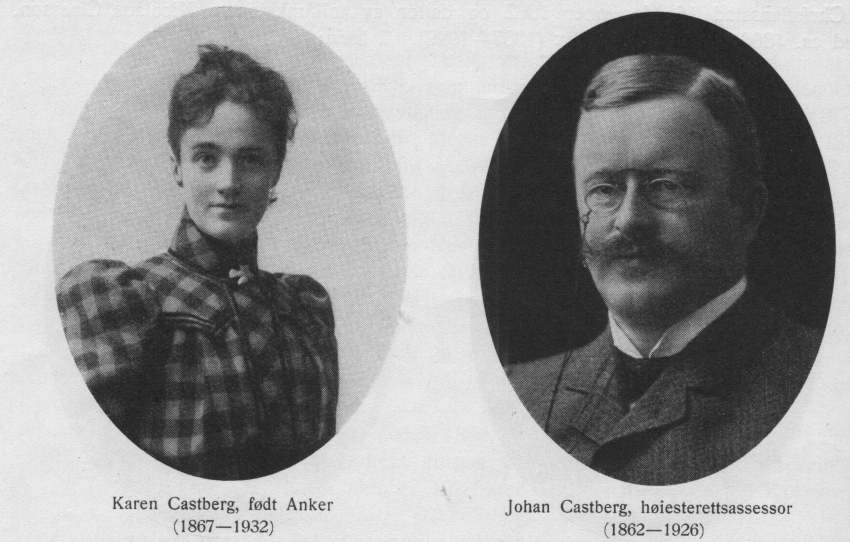 Karen Castberg, født Anker
(1867—1932)
Johan Castberg, høiesterettsassessor
(1862—1926)